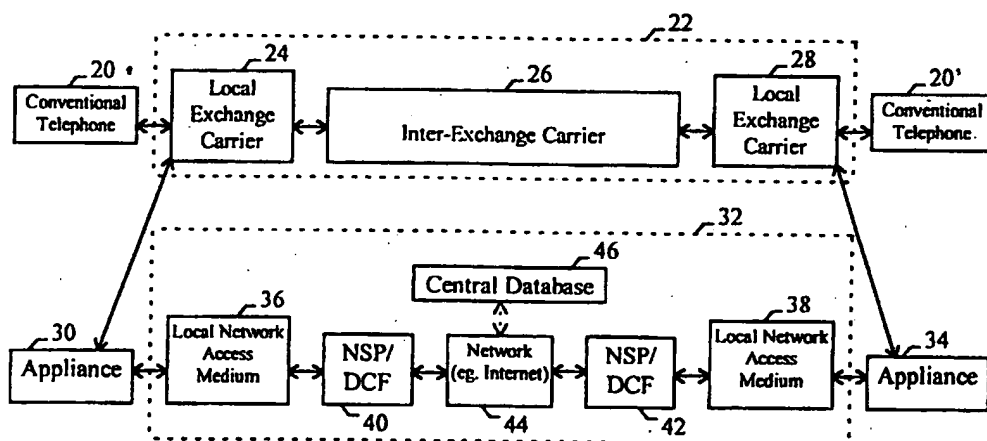 22
20
24
26
28
20'
Conventional
Telephone
Local
Exchange
Carrier
Inter-Exchange Carrier
Local
Exchange
Carrier
Conventional
Telephone.
32
46
Central Database
36
38
30
34
Appliance
Local Network
Access
Medium
NSP/
DCF
40
Network
(eg. Internet)
44
NSP/
DCF
42
Local Network
Access
Medium
Appliance